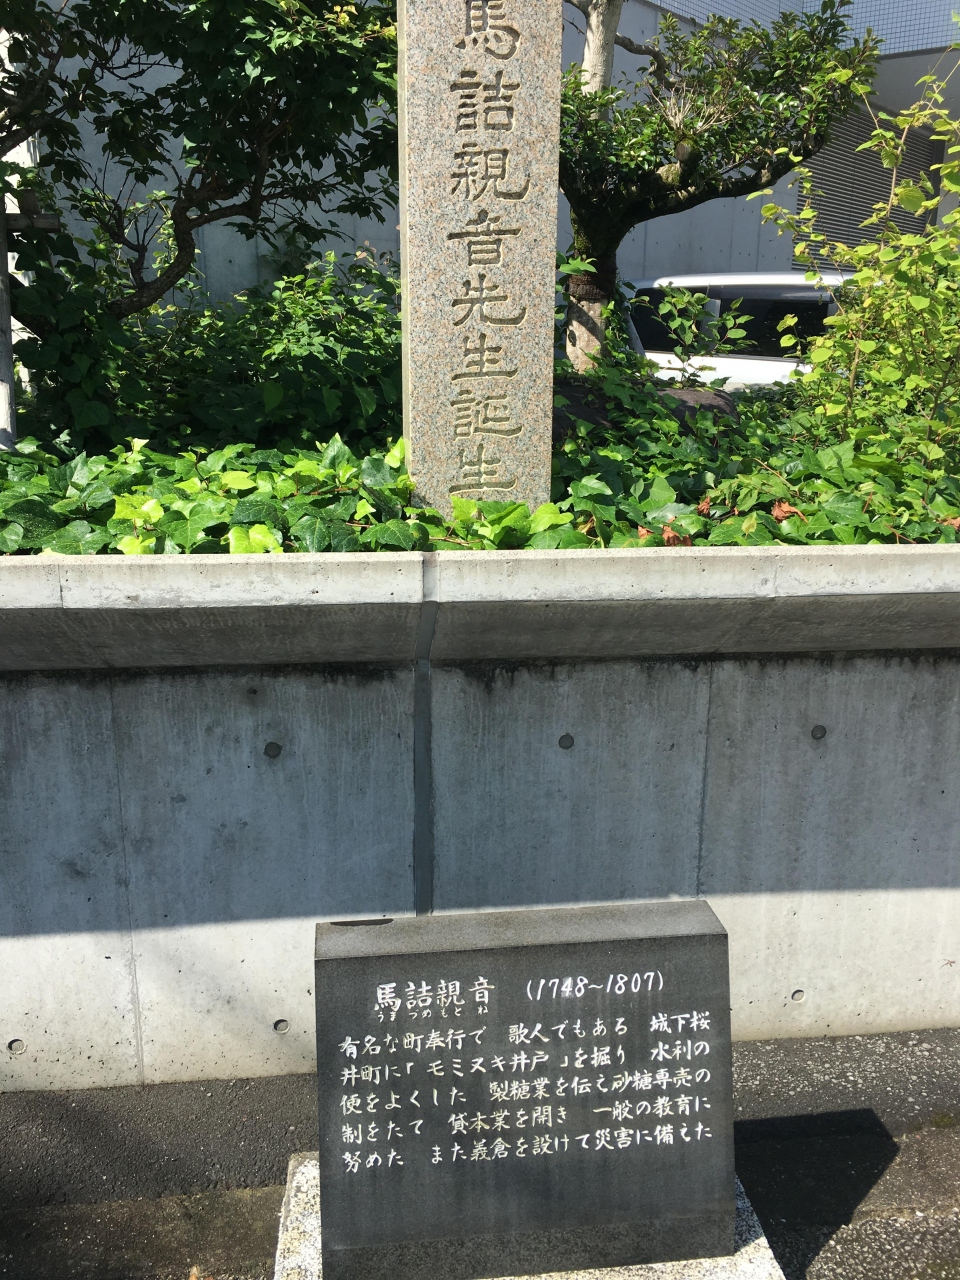 馬詰親音先生誕生
馬詰親音 (1748~1807)
うまづめもとね
有名な町奉行で 歌人でもある 城下桜
井町に「モミヌキ井戸」を掘り 水利の
便をよくした 製糖業を伝え砂糖専売の
制をたて 貸本業を開き 一般の教育に
努めた また義倉を設けて災害に備えた